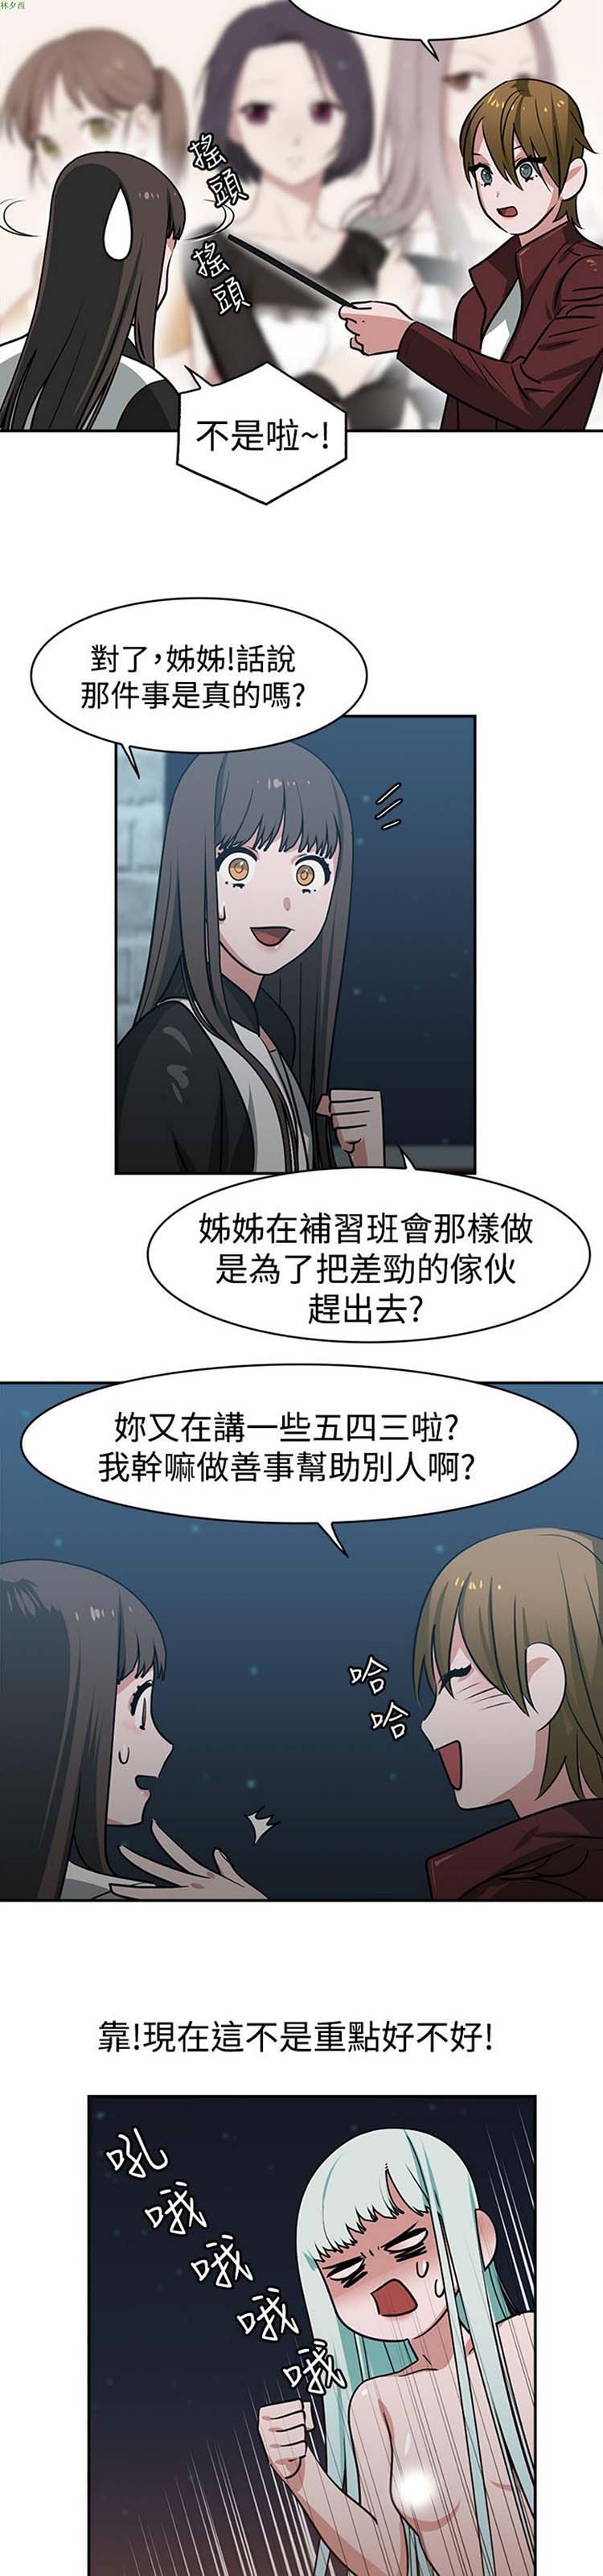 林夕西
搖頭
搖頭
不是啦~!
對了,姊姊!話說
那件事是真的嗎?
姊姊在補習班會那樣做
是為了把差勁的傢伙
趕出去?
妳又在講一些五四三啦?
我幹嘛做善事幫助別人啊?
哈
哈
靠!現在這不是重點好不好!
吼
哦
哦
哦
哦